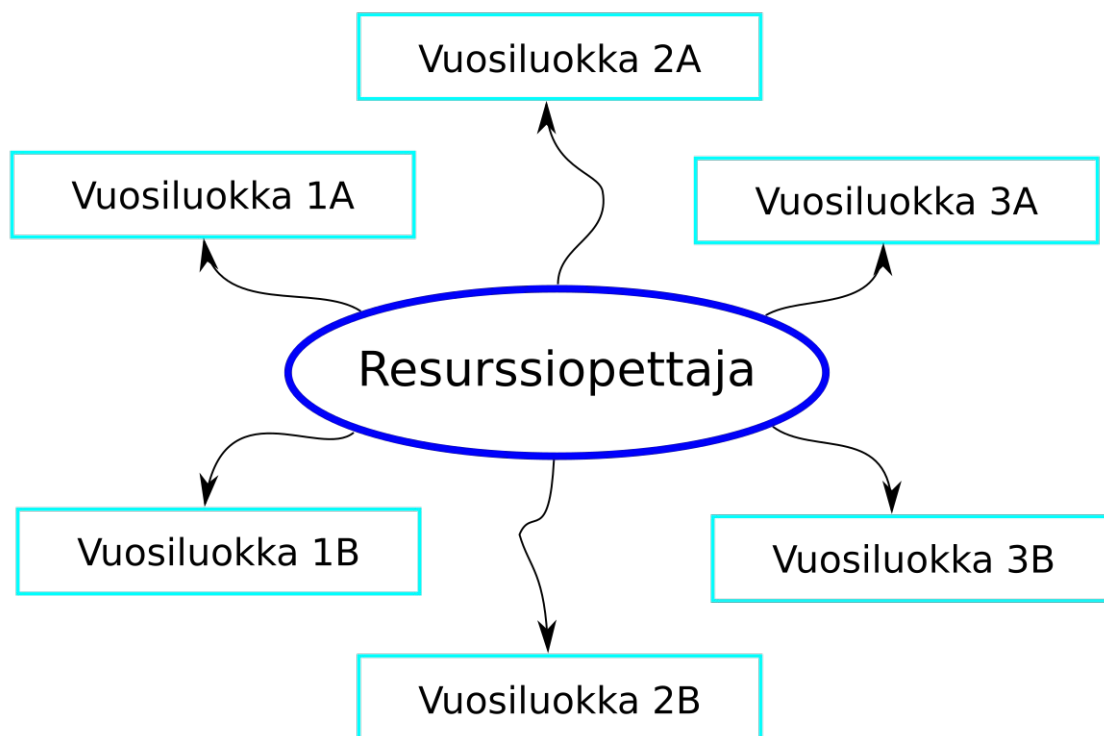 Vuosiluokka 2A
Vuosiluokka 1A
Vuosiluokka 3A
Resurssiopettaja
Vuosiluokka 1B
Vuosiluokka 3B
Vuosiluokka 2B